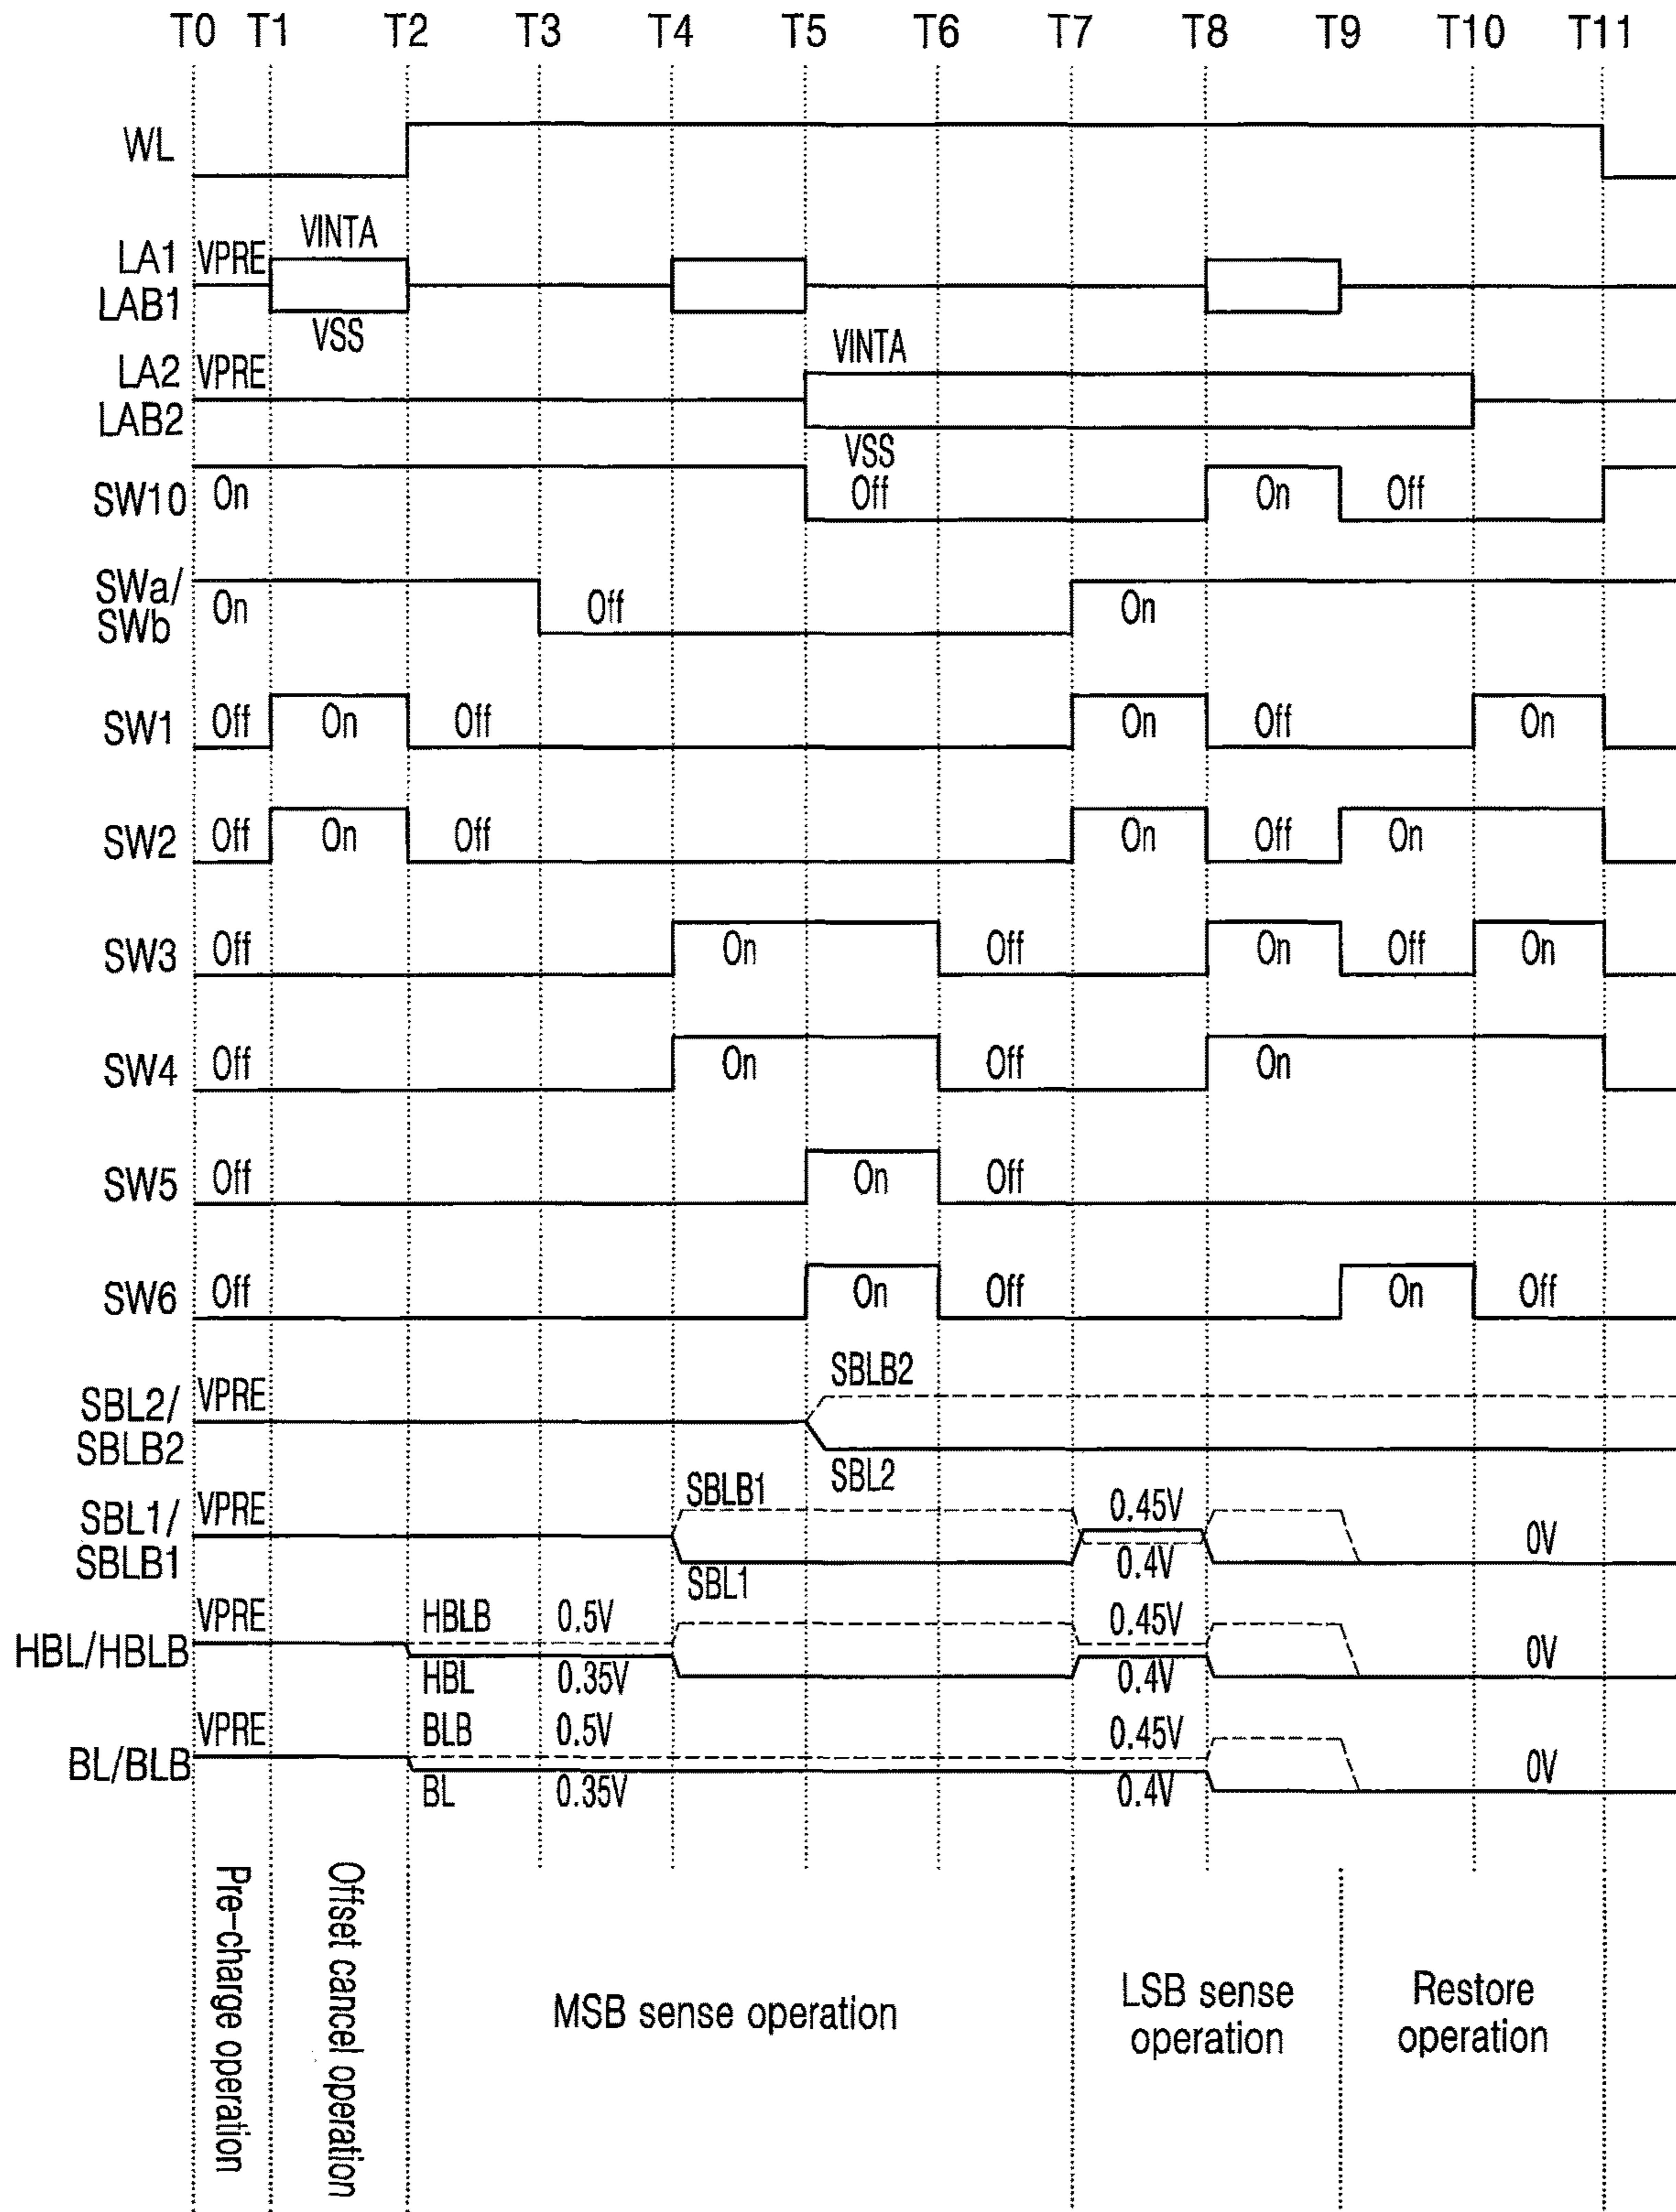 T0 T1 T2 T3 T4 T5 T6 T7 T8 T9 T10 T11
WL
VINTA
LA1 VPRE
LAB1
VSS
VINTA
LA2 VPRE
LAB2
VSS
SW10 On Off On Off
SWa/
SWb On Off On
SW1 Off On Off On Off On
SW2 Off On Off On Off On
SW3 Off On Off On Off On
SW4 Off On Off On
SW5 Off On Off
SW6 Off On Off On Off
SBLB2
SBL2/ VPRE
SBLB2
SBL2
SBLB1 0.45V
SBL1/ VPRE
SBLB1 0.4V 0V
SBL1
VPRE HBLB 0.5V 0.45V
HBL/HBLB 0V
HBL 0.35V 0.4V
VPRE BLB 0.5V 0.45V
BL/BLB 0V
BL 0.35V 0.4V
Pre-charge operation
Offset cancel operation
MSB sense operation
LSB sense
operation
Restore
operation